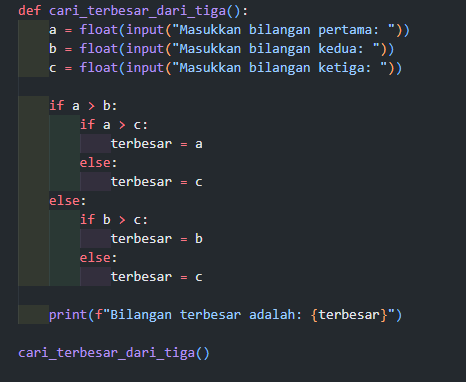 def cari_terbesar_dari_tiga():
    a = float(input("Masukkan bilangan pertama: "))
    b = float(input("Masukkan bilangan kedua: "))
    c = float(input("Masukkan bilangan ketiga: "))
    if a > b:
        if a > c:
            terbesar = a
        else:
            terbesar = c
    else:
        if b > c:
            terbesar = b
        else:
            terbesar = c
    print(f"Bilangan terbesar adalah: {terbesar}")
cari_terbesar_dari_tiga()